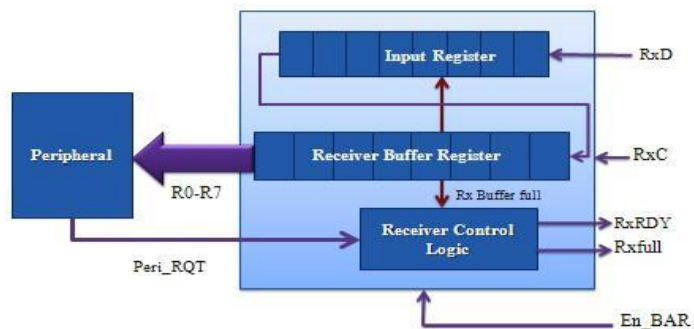 Input Register
RxD
Peripheral
Receiver Buffer Register
RxC
R0-R7
Rx Buffer full
Receiver Control
Logic
RxRDY
Rxfull
Peri_RQT
En_BAR